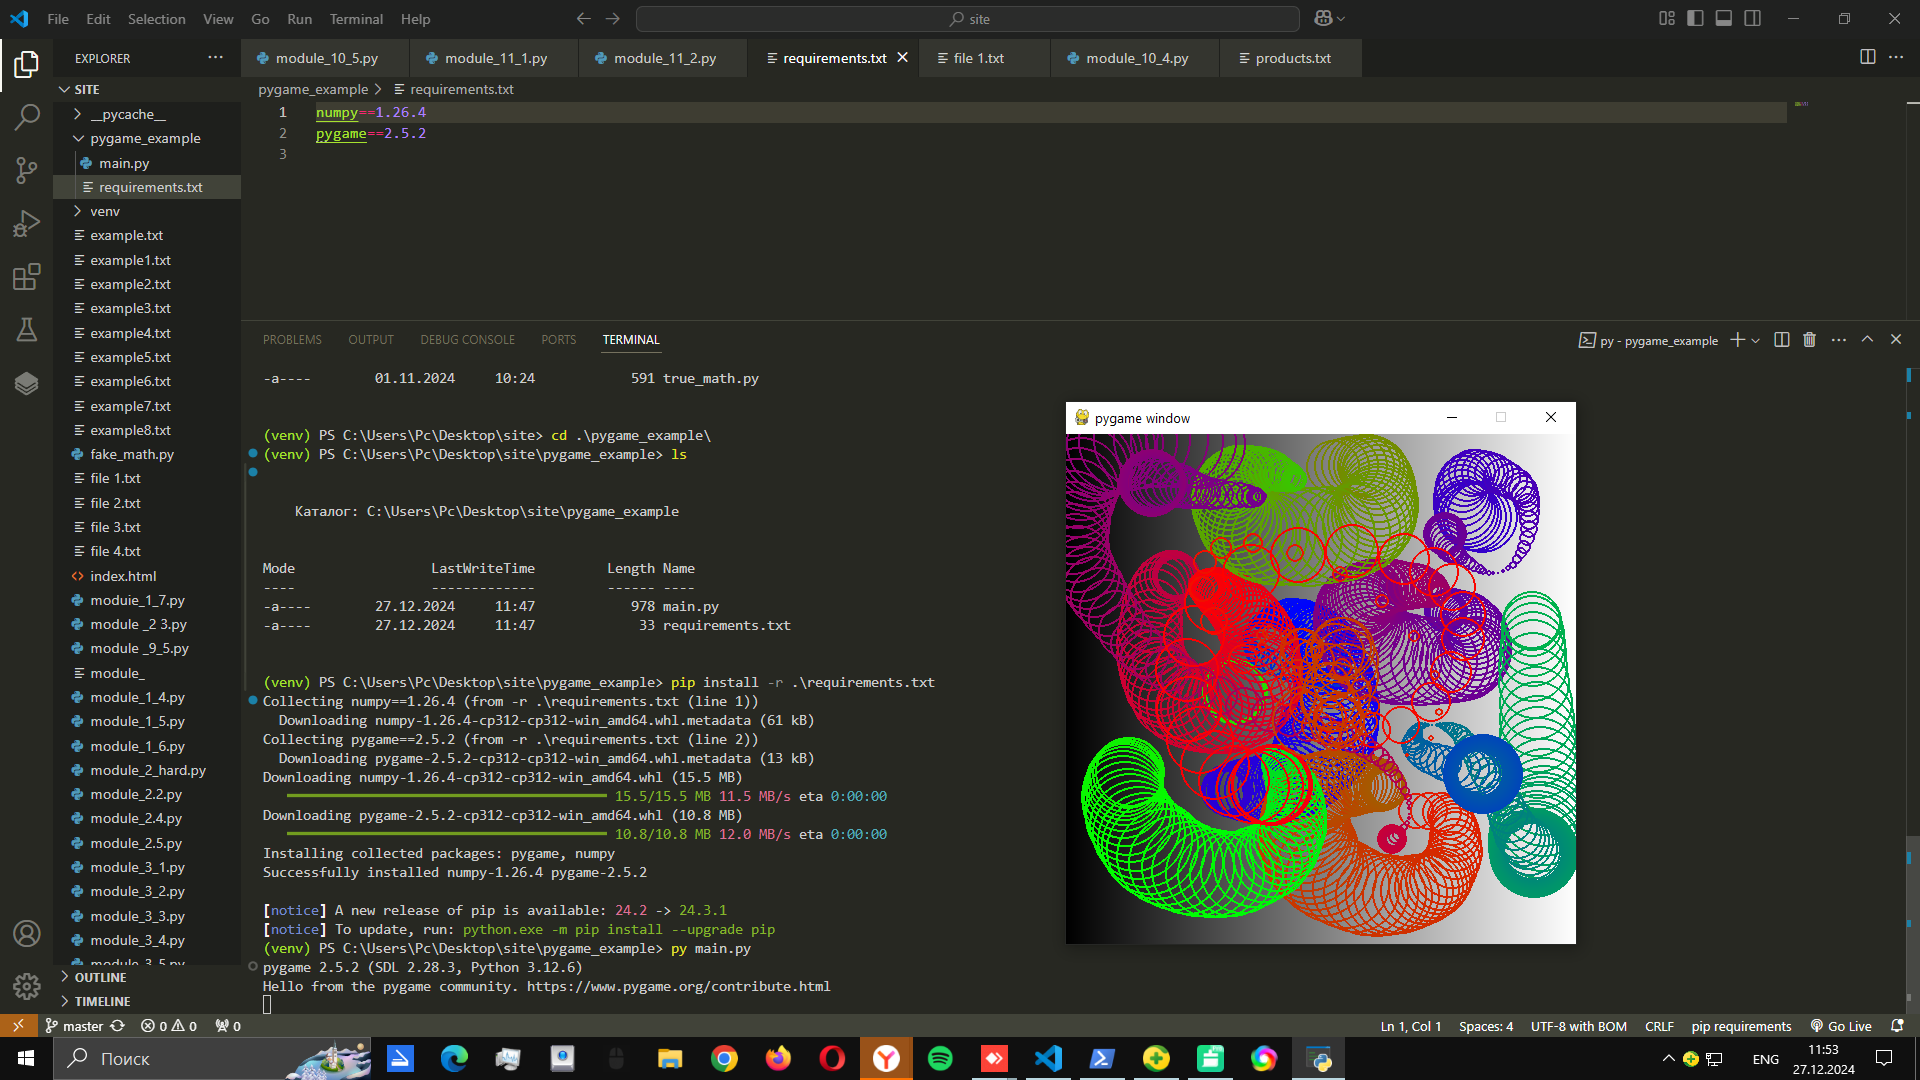 File Edit Selection View Go Run Terminal Help
site
EXPLORER
module_10_5.py module_11_1.py module_11_2.py requirements.txt file 1.txt module_10_4.py products.txt
SITE
__pycache__
pygame_example
main.py
requirements.txt
venv
example.txt
example1.txt
example2.txt
example3.txt
example4.txt
example5.txt
example6.txt
example7.txt
example8.txt
fake_math.py
file 1.txt
file 2.txt
file 3.txt
file 4.txt
index.html
moduie_1_7.py
module _2 3.py
module _9_5.py
module_
module_1_4.py
module_1_5.py
module_1_6.py
module_2_hard.py
module_2.2.py
module_2.4.py
module_2.5.py
module_3_1.py
module_3_2.py
module_3_3.py
module_3_4.py
module_3_5.py
OUTLINE
TIMELINE
pygame_example > requirements.txt
1 numpy==1.26.4
2 pygame==2.5.2
3
PROBLEMS OUTPUT DEBUG CONSOLE PORTS TERMINAL
py - pygame_example
-a---- 01.11.2024 10:24 591 true_math.py
(venv) PS C:\Users\Pc\Desktop\site> cd .\pygame_example\
(venv) PS C:\Users\Pc\Desktop\site\pygame_example> ls
Каталог: C:\Users\Pc\Desktop\site\pygame_example
Mode LastWriteTime Length Name
---- ------------- ------ ----
-a---- 27.12.2024 11:47 978 main.py
-a---- 27.12.2024 11:47 33 requirements.txt
(venv) PS C:\Users\Pc\Desktop\site\pygame_example> pip install -r .\requirements.txt
Collecting numpy==1.26.4 (from -r .\requirements.txt (line 1))
Downloading numpy-1.26.4-cp312-cp312-win_amd64.whl.metadata (61 kB)
Collecting pygame==2.5.2 (from -r .\requirements.txt (line 2))
Downloading pygame-2.5.2-cp312-cp312-win_amd64.whl.metadata (13 kB)
Downloading numpy-1.26.4-cp312-cp312-win_amd64.whl (15.5 MB)
15.5/15.5 MB 11.5 MB/s eta 0:00:00
Downloading pygame-2.5.2-cp312-cp312-win_amd64.whl (10.8 MB)
10.8/10.8 MB 12.0 MB/s eta 0:00:00
Installing collected packages: pygame, numpy
Successfully installed numpy-1.26.4 pygame-2.5.2
[notice] A new release of pip is available: 24.2 -> 24.3.1
[notice] To update, run: python.exe -m pip install --upgrade pip
(venv) PS C:\Users\Pc\Desktop\site\pygame_example> py main.py
pygame 2.5.2 (SDL 2.28.3, Python 3.12.6)
Hello from the pygame community. https://www.pygame.org/contribute.html
pygame window
master 0 0 0
Ln 1, Col 1 Spaces: 4 UTF-8 with BOM CRLF pip requirements Go Live
Поиск
ENG
11:53
27.12.2024